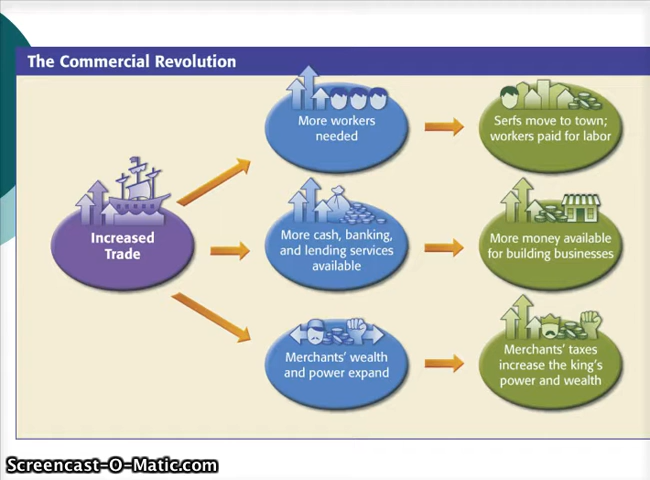 The Commercial Revolution
Increased
Trade
More workers
needed
Serfs move to town;
workers paid for labor
More cash, banking,
and lending services
available
More money available
for building businesses
Merchants' wealth
and power expand
Merchants' taxes
increase the king's
power and wealth
Screencast-O-Matic.com